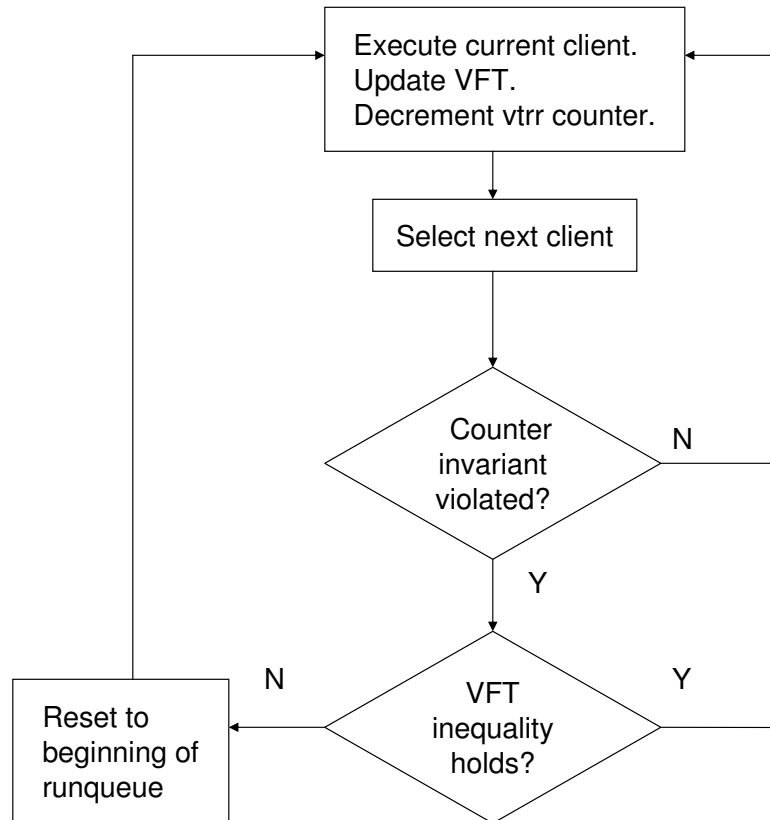 Execute current client.
Update VFT.
Decrement vtrr counter.
Select next client
Counter
invariant
violated?
N
Y
N
VFT
inequality
holds?
Y
Reset to
beginning of
runqueue